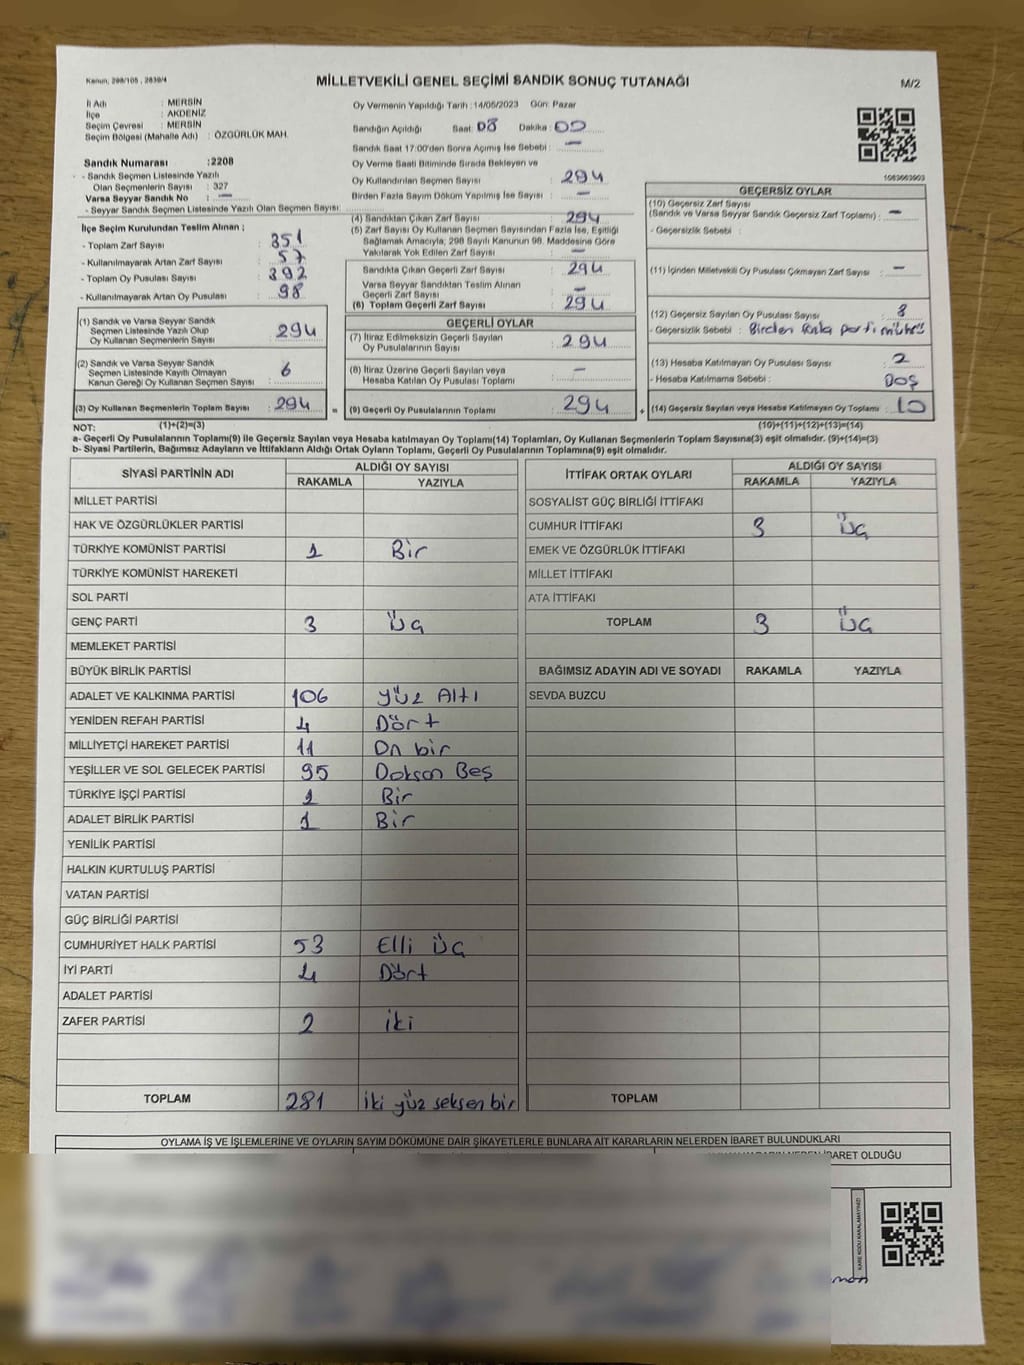 Kanun, 298/105 , 2839/4
MİLLETVEKİLİ GENEL SEÇİMİ SANDIK SONUÇ TUTANAĞI
M/2
İl Adı : MERSİN
İlçe : AKDENİZ
Seçim Çevresi : MERSİN
Seçim Bölgesi (Mahalle Adı) : ÖZGÜRLÜK MAH.
Sandık Numarası :2208
- Sandık Seçmen Listesinde Yazılı
Olan Seçmenlerin Sayısı : 327
Varsa Seyyar Sandık No : —
- Seyyar Sandık Seçmen Listesinde Yazılı Olan Seçmen Sayısı:
İlçe Seçim Kurulundan Teslim Alınan ;
- Toplam Zarf Sayısı : 351
- Kullanılmayarak Artan Zarf Sayısı : 57
- Toplam Oy Pusulası Sayısı : 392
- Kullanılmayarak Artan Oy Pusulası : 98
(1) Sandık ve Varsa Seyyar Sandık
Seçmen Listesinde Yazılı Olup
Oy Kullanan Seçmenlerin Sayısı : 294
(2) Sandık ve Varsa Seyyar Sandık
Seçmen Listesinde Kayıtlı Olmayan
Kanun Gereği Oy Kullanan Seçmen Sayısı : 6
(3) Oy Kullanan Seçmenlerin Toplam Sayısı : 294
(1)+(2)=(3)
Oy Vermenin Yapıldığı Tarih :14/05/2023 Gün: Pazar
Sandığın Açıldığı Saat: 08 Dakika: 00
Sandık Saat 17:00'den Sonra Açımış İse Sebebi : —
Oy Verme Saati Bitiminde Sırada Bekleyen ve
Oy Kullandırılan Seçmen Sayısı : 294
Birden Fazla Sayım Döküm Yapılmış İse Sayısı : —
(4) Sandıktan Çıkan Zarf Sayısı : 294
(5) Zarf Sayısı Oy Kullanan Seçmen Sayısından Fazla İse, Eşitliği
Sağlamak Amacıyla; 298 Sayılı Kanunun 98. Maddesine Göre
Yakılarak Yok Edilen Zarf Sayısı : —
Sandıkta Çıkan Geçerli Zarf Sayısı : 294
Varsa Seyyar Sandıktan Teslim Alınan
Geçerli Zarf Sayısı : —
(6) Toplam Geçerli Zarf Sayısı : 294
GEÇERLİ OYLAR
(7) İtiraz Edilmeksizin Geçerli Sayılan
Oy Pusulalarının Sayısı : 294
(8) İtiraz Üzerine Geçerli Sayılan veya
Hesaba Katılan Oy Pusulası Toplamı : —
= (9) Geçerli Oy Pusulalarının Toplamı : 294 +
1083663903
GEÇERSİZ OYLAR
(10) Geçersiz Zarf Sayısı
(Sandık ve Varsa Seyyar Sandık Geçersiz Zarf Toplamı) : —
- Geçersizlik Sebebi :
(11) İçinden Milletvekili Oy Pusulası Çıkmayan Zarf Sayısı : —
(12) Geçersiz Sayılan Oy Pusulası Sayısı : 8
- Geçersizlik Sebebi : Birden fazla parti mühür
(13) Hesaba Katılmayan Oy Pusulası Sayısı : 2
- Hesaba Katılmama Sebebi : Boş
(14) Geçersiz Sayılan veya Hesaba Katılmayan Oy Toplamı : 10
(10)+(11)+(12)+(13)=(14)
NOT:
a- Geçerli Oy Pusulalarının Toplamı(9) ile Geçersiz Sayılan veya Hesaba katılmayan Oy Toplamı(14) Toplamları, Oy Kullanan Seçmenlerin Toplam Sayısına(3) eşit olmalıdır. (9)+(14)=(3)
b- Siyasi Partilerin, Bağımsız Adayların ve İttifakların Aldığı Ortak Oyların Toplamı, Geçerli Oy Pusulalarının Toplamına(9) eşit olmalıdır.
SİYASİ PARTİNİN ADI ALDIĞI OY SAYISI
RAKAMLA YAZIYLA
MİLLET PARTİSİ
HAK VE ÖZGÜRLÜKLER PARTİSİ
TÜRKİYE KOMÜNİST PARTİSİ 1 Bir
TÜRKİYE KOMÜNİST HAREKETİ
SOL PARTİ
GENÇ PARTİ 3 Üç
MEMLEKET PARTİSİ
BÜYÜK BİRLİK PARTİSİ
ADALET VE KALKINMA PARTİSİ 106 Yüz Altı
YENİDEN REFAH PARTİSİ 4 Dört
MİLLİYETÇİ HAREKET PARTİSİ 11 On bir
YEŞİLLER VE SOL GELECEK PARTİSİ 95 Doksan Beş
TÜRKİYE İŞÇİ PARTİSİ 1 Bir
ADALET BİRLİK PARTİSİ 1 Bir
YENİLİK PARTİSİ
HALKIN KURTULUŞ PARTİSİ
VATAN PARTİSİ
GÜÇ BİRLİĞİ PARTİSİ
CUMHURİYET HALK PARTİSİ 53 Elli Üç
İYİ PARTİ 4 Dört
ADALET PARTİSİ
ZAFER PARTİSİ 2 iki
TOPLAM 281 iki yüz seksen bir
İTTİFAK ORTAK OYLARI ALDIĞI OY SAYISI
RAKAMLA YAZIYLA
SOSYALİST GÜÇ BİRLİĞİ İTTİFAKI
CUMHUR İTTİFAKI 3 Üç
EMEK VE ÖZGÜRLÜK İTTİFAKI
MİLLET İTTİFAKI
ATA İTTİFAKI
TOPLAM 3 Üç
BAĞIMSIZ ADAYIN ADI VE SOYADI RAKAMLA YAZIYLA
SEVDA BUZCU
TOPLAM
OYLAMA İŞ VE İŞLEMLERİNE VE OYLARIN SAYIM DÖKÜMÜNE DAİR ŞİKAYETLERLE BUNLARA AİT KARARLARIN NELERDEN İBARET BULUNDUKLARI
İBARET OLDUĞU
KARE KODU KARALAMAYINIZ!